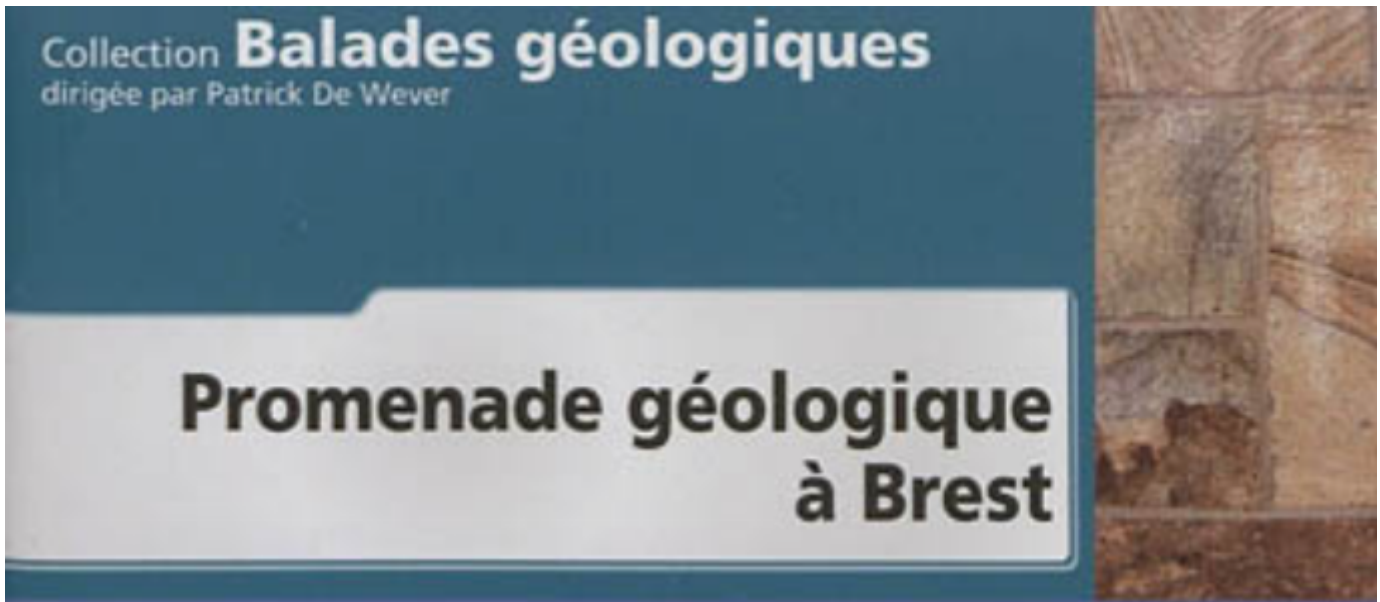 Collection Balades géologiques
dirigée par Patrick De Wever
Promenade géologique
à Brest